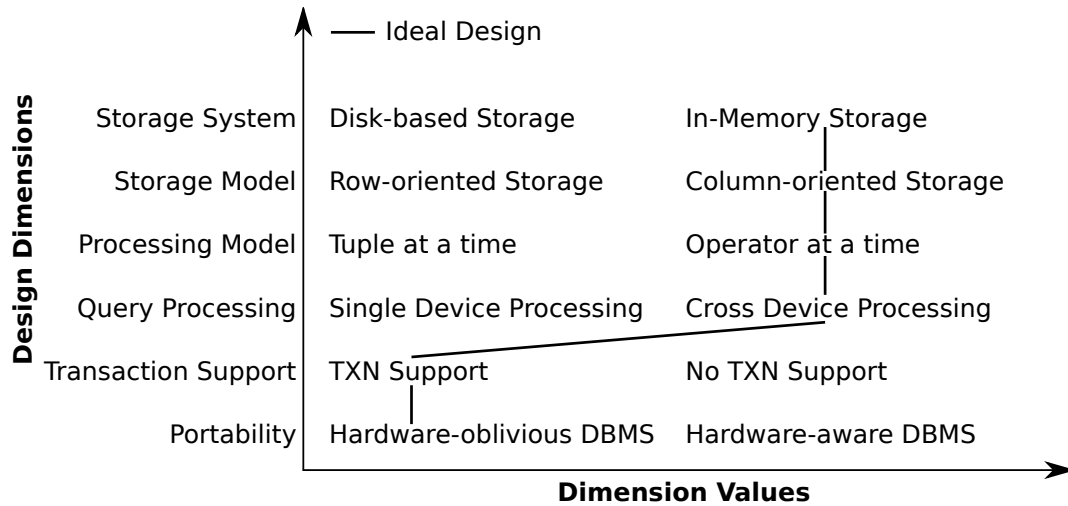 Ideal Design
Design Dimensions
Storage System Disk-based Storage In-Memory Storage
Storage Model Row-oriented Storage Column-oriented Storage
Processing Model Tuple at a time Operator at a time
Query Processing Single Device Processing Cross Device Processing
Transaction Support TXN Support No TXN Support
Portability Hardware-oblivious DBMS Hardware-aware DBMS
Dimension Values